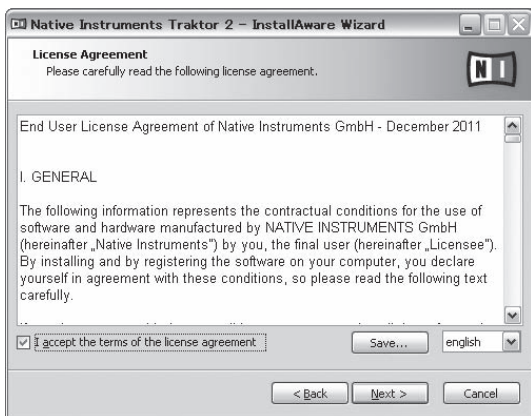 Native Instruments Traktor 2 – InstallAware Wizard
License Agreement
Please carefully read the following license agreement.
N I
End User License Agreement of Native Instruments GmbH - December 2011
I. GENERAL
The following information represents the contractual conditions for the use of
software and hardware manufactured by NATIVE INSTRUMENTS GmbH
(hereinafter „Native Instruments") by you, the final user (hereinafter „Licensee").
By installing and by registering the software on your computer, you declare
yourself in agreement with these conditions, so please read the following text
carefully.
I accept the terms of the license agreement
Save...
english
< Back
Next >
Cancel